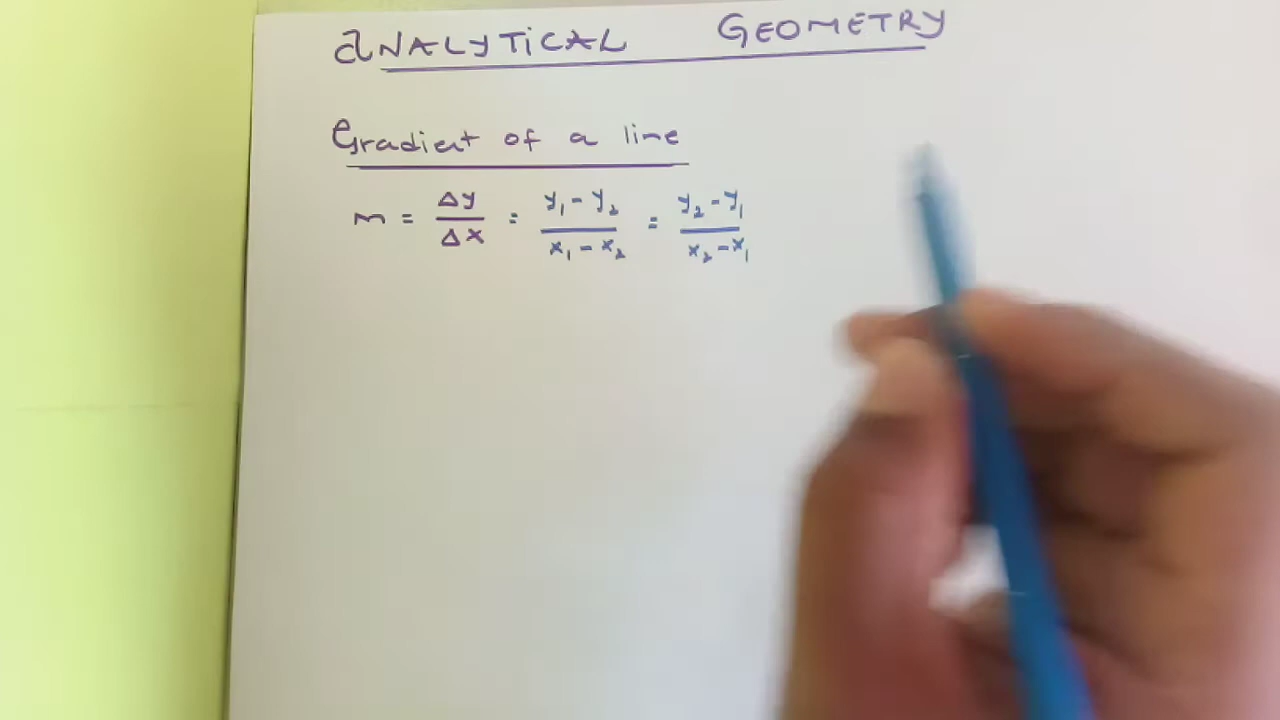 ANALYTICAL GEOMETRY
Gradient of a line
m = Δy/Δx = y₁ - y₂/x₁ - x₂ = y₂ - y₁/x₂ - x₁